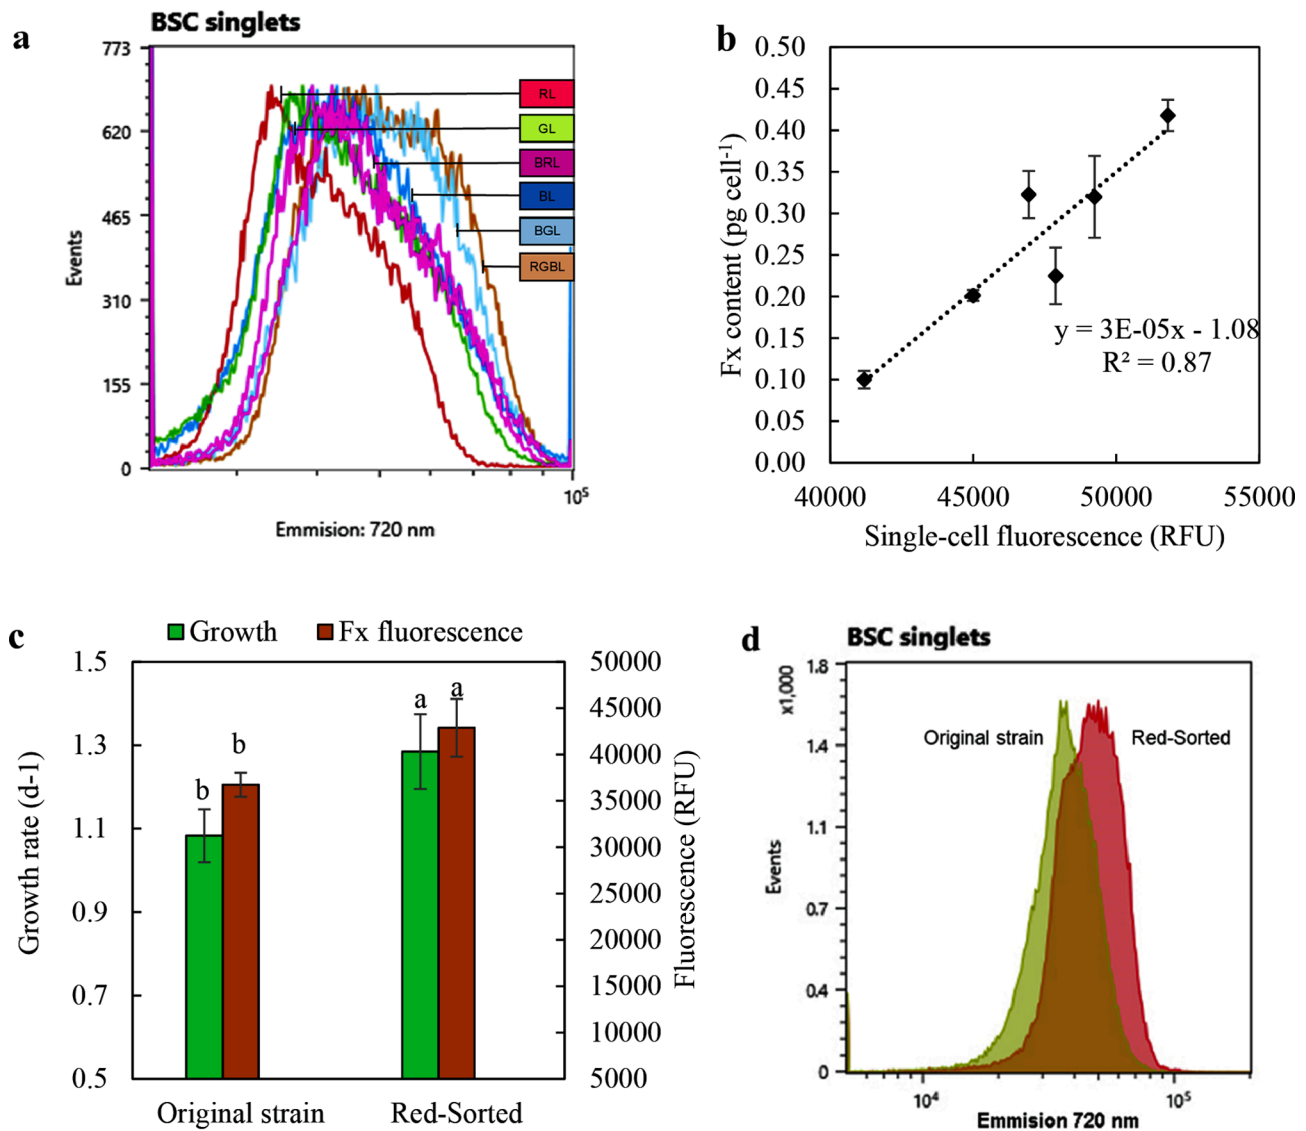 a
BSC singlets
773
620
465
310
155
0
Events
RL
GL
BRL
BL
BGL
RGBL
10⁵
Emmision: 720 nm
b
0.50
0.45
0.40
0.35
0.30
0.25
0.20
0.15
0.10
0.05
0.00
Fx content (pg cell⁻¹)
y = 3E-05x - 1.08
R² = 0.87
40000 45000 50000 55000
Single-cell fluorescence (RFU)
c
Growth Fx fluorescence
1.5
1.3
1.1
0.9
0.7
0.5
Growth rate (d-1)
b b a a
50000
45000
40000
35000
30000
25000
20000
15000
10000
5000
Fluorescence (RFU)
Original strain Red-Sorted
d
BSC singlets
x1,000
1.8
1.4
1.1
0.7
0.4
0
Events
Original strain Red-Sorted
10⁴ 10⁵
Emmision 720 nm